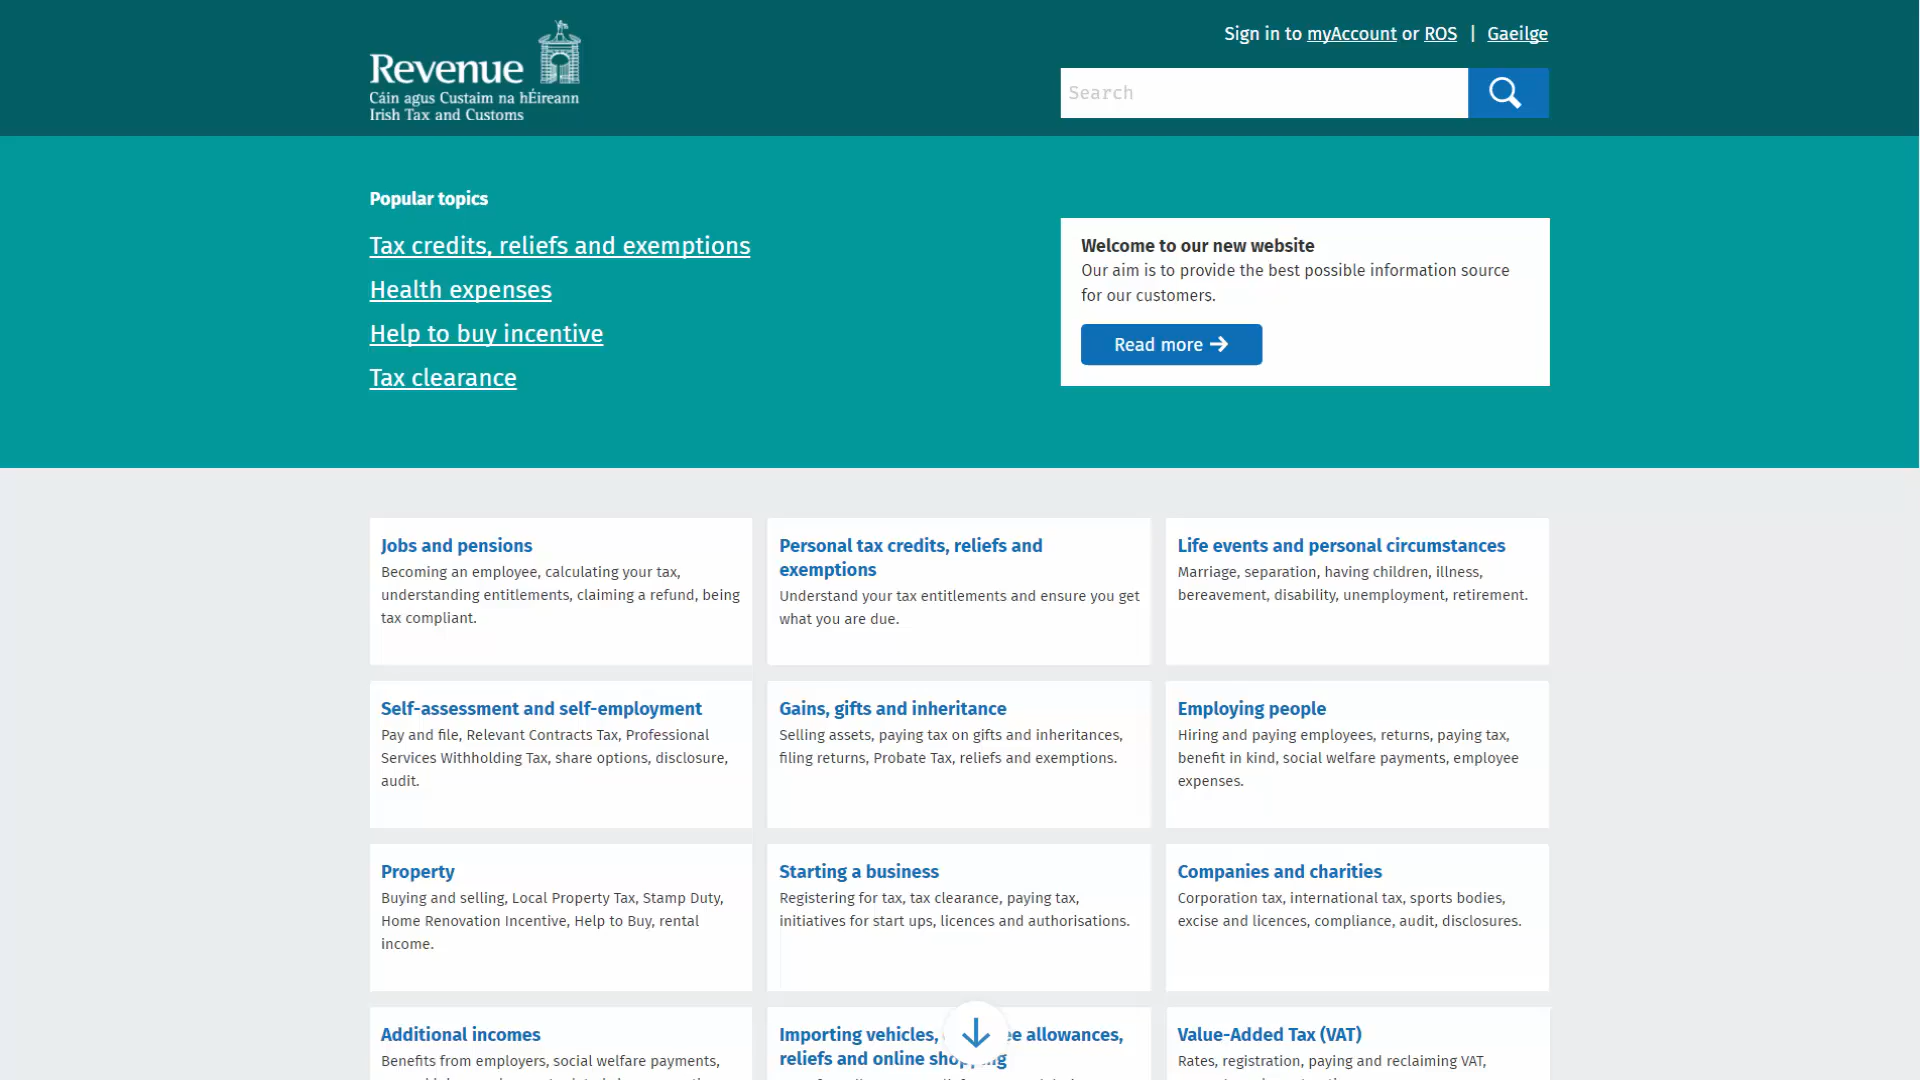 Revenue
Cáin agus Custaim na hÉireann
Irish Tax and Customs
Sign in to myAccount or ROS | Gaeilge
Search
Popular topics
Tax credits, reliefs and exemptions
Health expenses
Help to buy incentive
Tax clearance
Welcome to our new website
Our aim is to provide the best possible information source
for our customers.
Read more
Jobs and pensions
Becoming an employee, calculating your tax,
understanding entitlements, claiming a refund, being
tax compliant.
Personal tax credits, reliefs and
exemptions
Understand your tax entitlements and ensure you get
what you are due.
Life events and personal circumstances
Marriage, separation, having children, illness,
bereavement, disability, unemployment, retirement.
Self-assessment and self-employment
Pay and file, Relevant Contracts Tax, Professional
Services Withholding Tax, share options, disclosure,
audit.
Gains, gifts and inheritance
Selling assets, paying tax on gifts and inheritances,
filing returns, Probate Tax, reliefs and exemptions.
Employing people
Hiring and paying employees, returns, paying tax,
benefit in kind, social welfare payments, employee
expenses.
Property
Buying and selling, Local Property Tax, Stamp Duty,
Home Renovation Incentive, Help to Buy, rental
income.
Starting a business
Registering for tax, tax clearance, paying tax,
initiatives for start ups, licences and authorisations.
Companies and charities
Corporation tax, international tax, sports bodies,
excise and licences, compliance, audit, disclosures.
Additional incomes
Benefits from employers, social welfare payments,
Importing vehicles, allowances,
reliefs and online
Value-Added Tax (VAT)
Rates, registration, paying and reclaiming VAT,